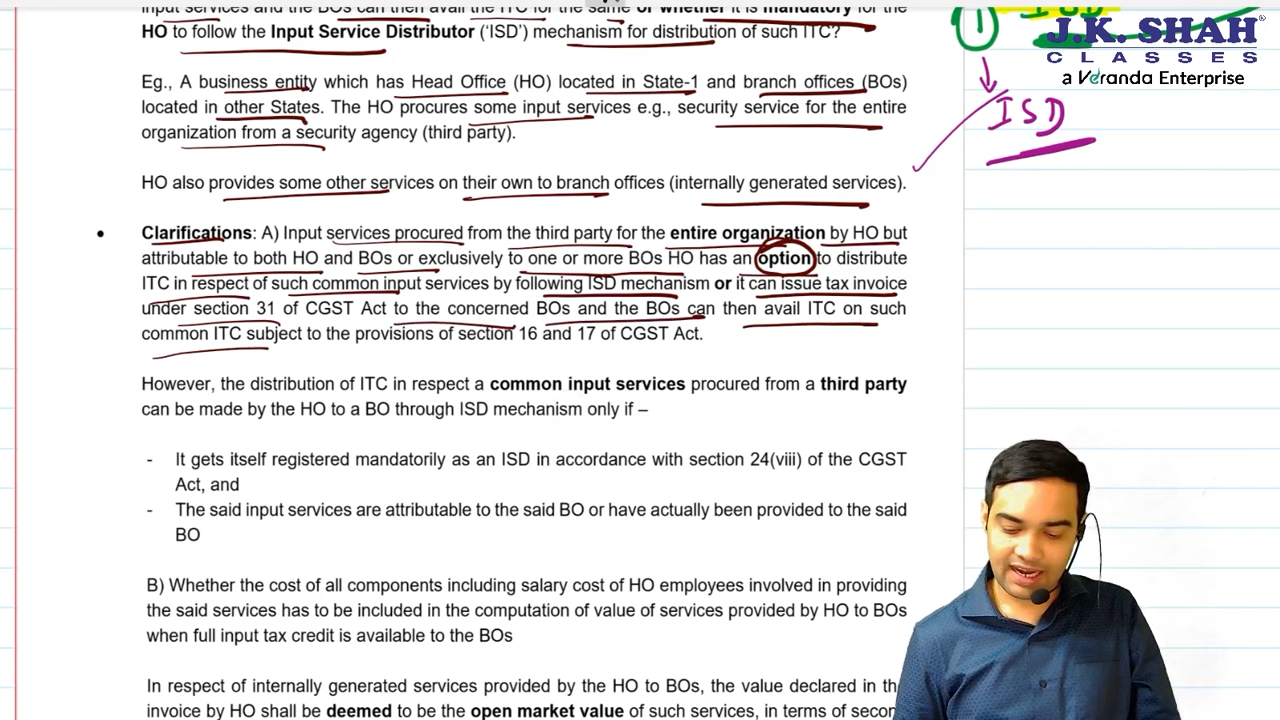 input services and the BOs can then avail the ITC for the same or whether it is mandatory for the
HO to follow the Input Service Distributor ('ISD') mechanism for distribution of such ITC?
Eg., A business entity which has Head Office (HO) located in State-1 and branch offices (BOs)
located in other States. The HO procures some input services e.g., security service for the entire
organization from a security agency (third party).
HO also provides some other services on their own to branch offices (internally generated services).
• Clarifications: A) Input services procured from the third party for the entire organization by HO but
attributable to both HO and BOs or exclusively to one or more BOs HO has an option to distribute
ITC in respect of such common input services by following ISD mechanism or it can issue tax invoice
under section 31 of CGST Act to the concerned BOs and the BOs can then avail ITC on such
common ITC subject to the provisions of section 16 and 17 of CGST Act.
However, the distribution of ITC in respect a common input services procured from a third party
can be made by the HO to a BO through ISD mechanism only if –
- It gets itself registered mandatorily as an ISD in accordance with section 24(viii) of the CGST
Act, and
- The said input services are attributable to the said BO or have actually been provided to the said
BO
B) Whether the cost of all components including salary cost of HO employees involved in providing
the said services has to be included in the computation of value of services provided by HO to BOs
when full input tax credit is available to the BOs
In respect of internally generated services provided by the HO to BOs, the value declared in the
invoice by HO shall be deemed to be the open market value of such services, in terms of secon
1
J.K. SHAH
CLASSES
a Veranda Enterprise
ISD